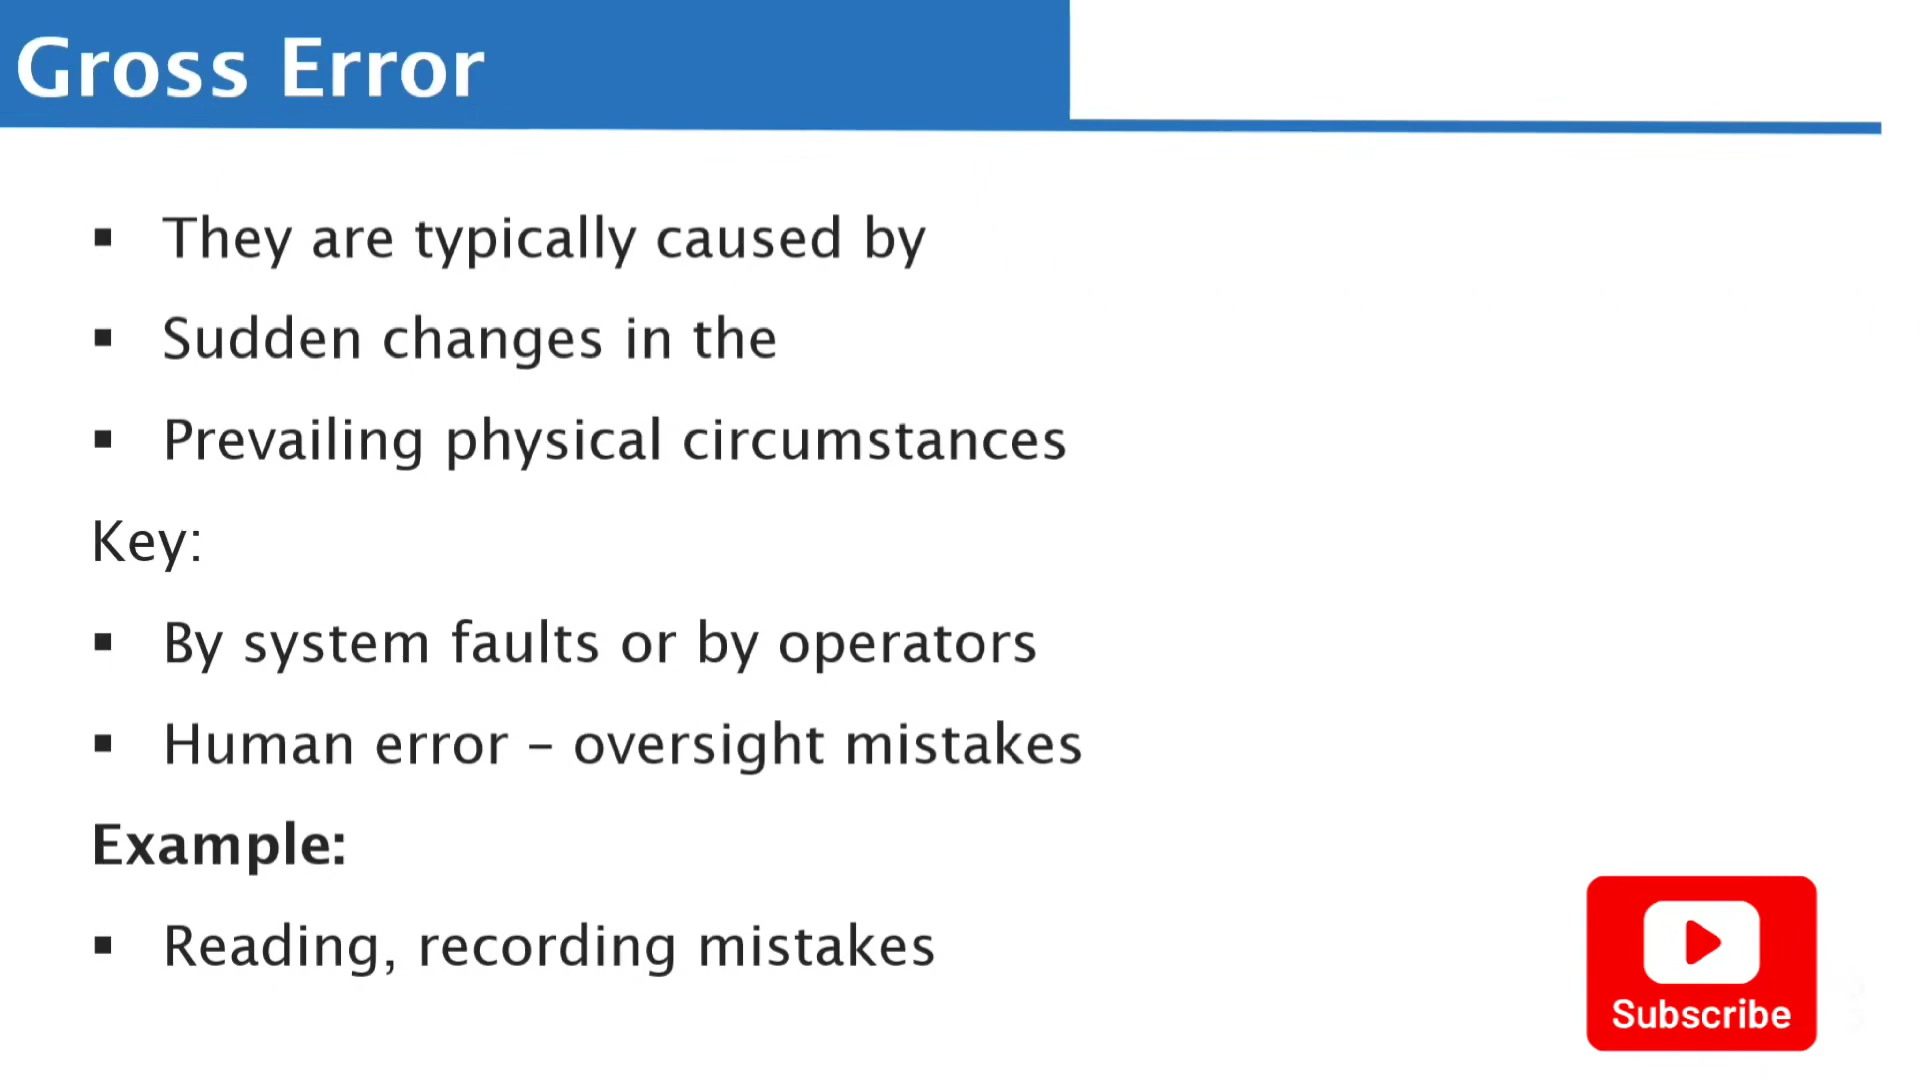 Gross Error
▪ They are typically caused by
▪ Sudden changes in the
▪ Prevailing physical circumstances
Key:
▪ By system faults or by operators
▪ Human error – oversight mistakes
Example:
▪ Reading, recording mistakes
Subscribe